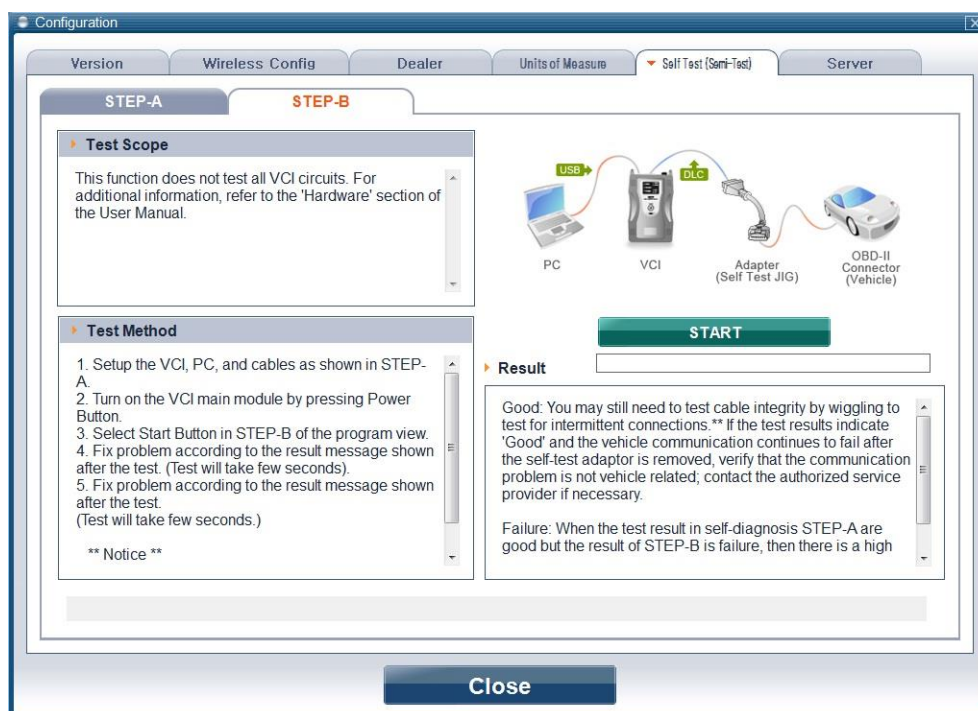 Configuration
Version
Wireless Config
Dealer
Units of Measure
Self Test (Semi-Test)
Server
STEP-A
STEP-B
Test Scope
This function does not test all VCI circuits. For
additional information, refer to the 'Hardware' section of
the User Manual.
USB
DLC
PC
VCI
Adapter
(Self Test JIG)
OBD-II
Connector
(Vehicle)
Test Method
1. Setup the VCI, PC, and cables as shown in STEP-
A.
2. Turn on the VCI main module by pressing Power
Button.
3. Select Start Button in STEP-B of the program view.
4. Fix problem according to the result message shown
after the test. (Test will take few seconds).
5. Fix problem according to the result message shown
after the test.
(Test will take few seconds.)
** Notice **
START
Result
Good: You may still need to test cable integrity by wiggling to
test for intermittent connections.** If the test results indicate
'Good' and the vehicle communication continues to fail after
the self-test adaptor is removed, verify that the communication
problem is not vehicle related; contact the authorized service
provider if necessary.
Failure: When the test result in self-diagnosis STEP-A are
good but the result of STEP-B is failure, then there is a high
Close